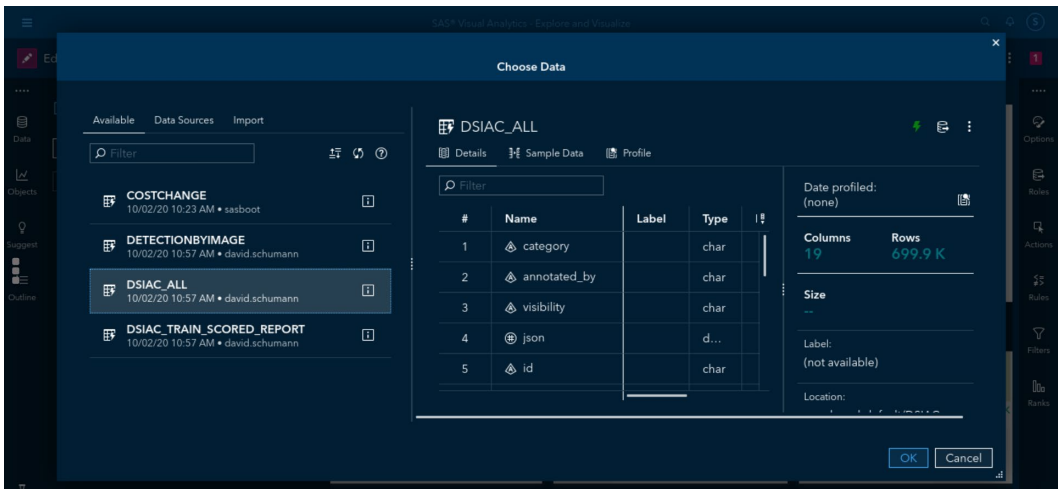 SAS® Visual Analytics - Explore and Visualize
S
Ed
1
Choose Data
Data
Objects
Suggest
Outline
Available Data Sources Import
Filter
COSTCHANGE
10/02/20 10:23 AM • sasboot
DETECTIONBYIMAGE
10/02/20 10:57 AM • david.schumann
DSIAC_ALL
10/02/20 10:57 AM • david.schumann
DSIAC_TRAIN_SCORED_REPORT
10/02/20 10:57 AM • david.schumann
DSIAC_ALL
Details Sample Data Profile
Filter
# Name Label Type
1 category char
2 annotated_by char
3 visibility char
4 json d...
5 id char
Date profiled:
(none)
Columns Rows
19 699.9 K
Size
--
Label:
(not available)
Location:
OK Cancel
Options
Roles
Actions
Rules
Filters
Ranks